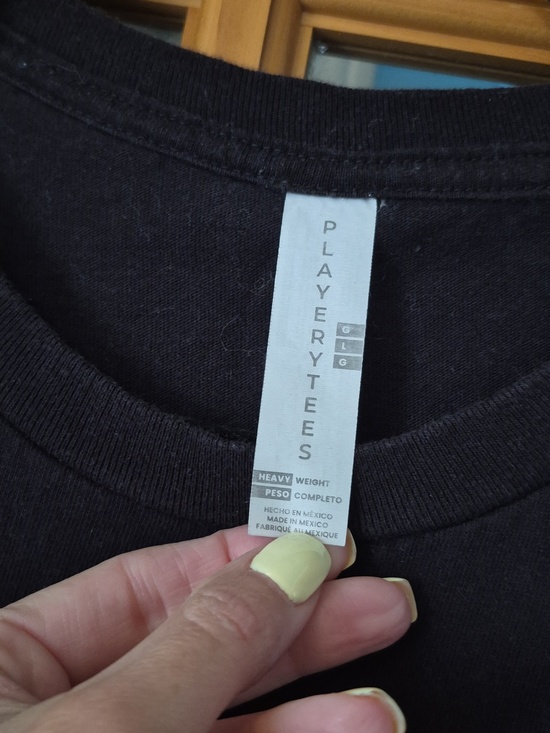 PLAYERYTEES
G
L
G
HEAVY WEIGHT
PESO COMPLETO
HECHO EN MÉXICO
MADE IN MEXICO
FABRIQUÉ AU MEXIQUE